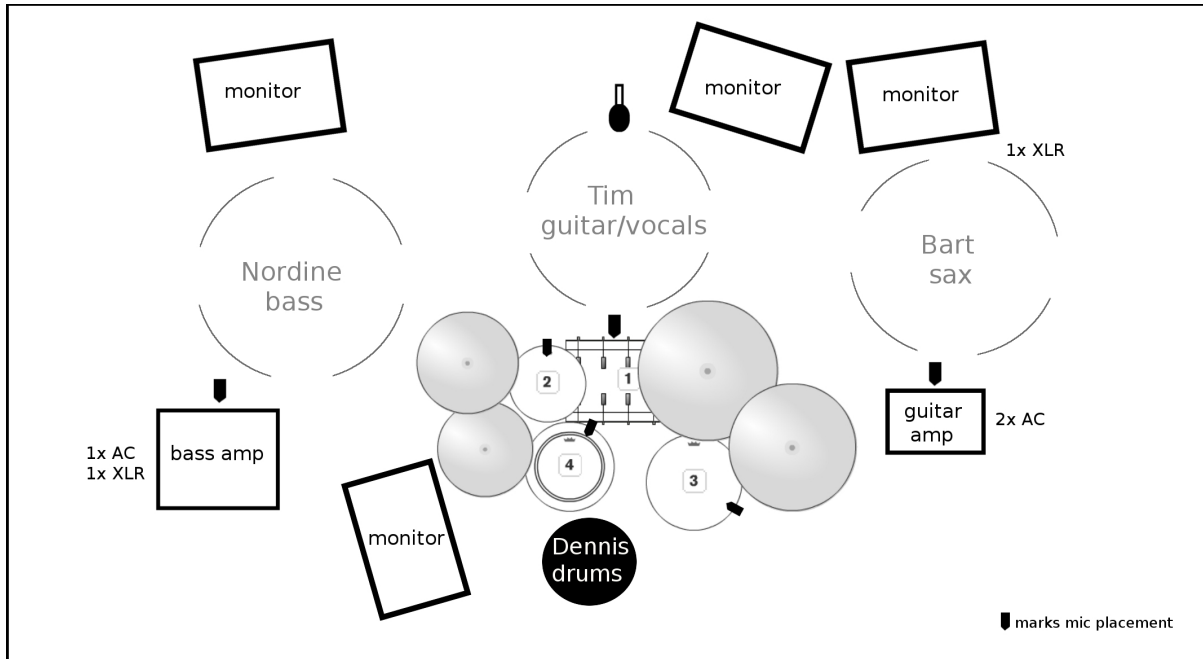 monitor
monitor
monitor
1x XLR
Tim
guitar/vocals
Bart
sax
Nordine
bass
2
1
guitar
amp
2x AC
bass amp
1x AC
1x XLR
4
3
monitor
Dennis
drums
marks mic placement